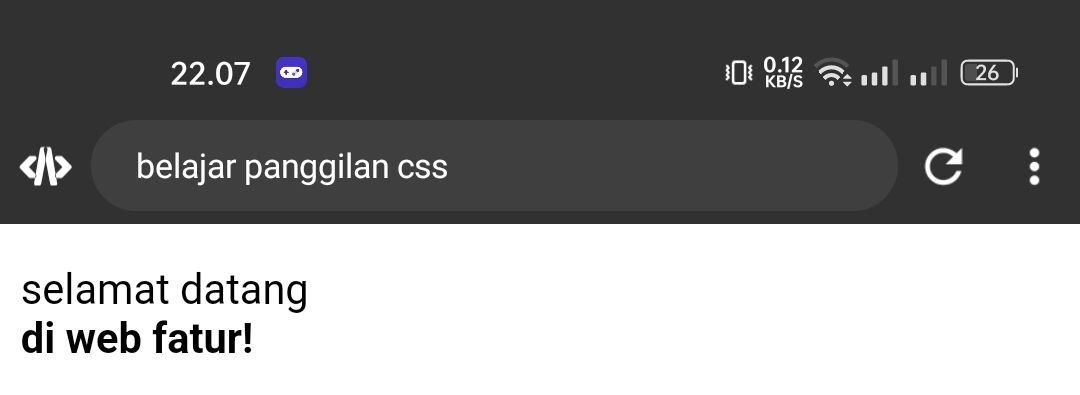 22.07
0.12
KB/S
26
belajar panggilan css
selamat datang
di web fatur!